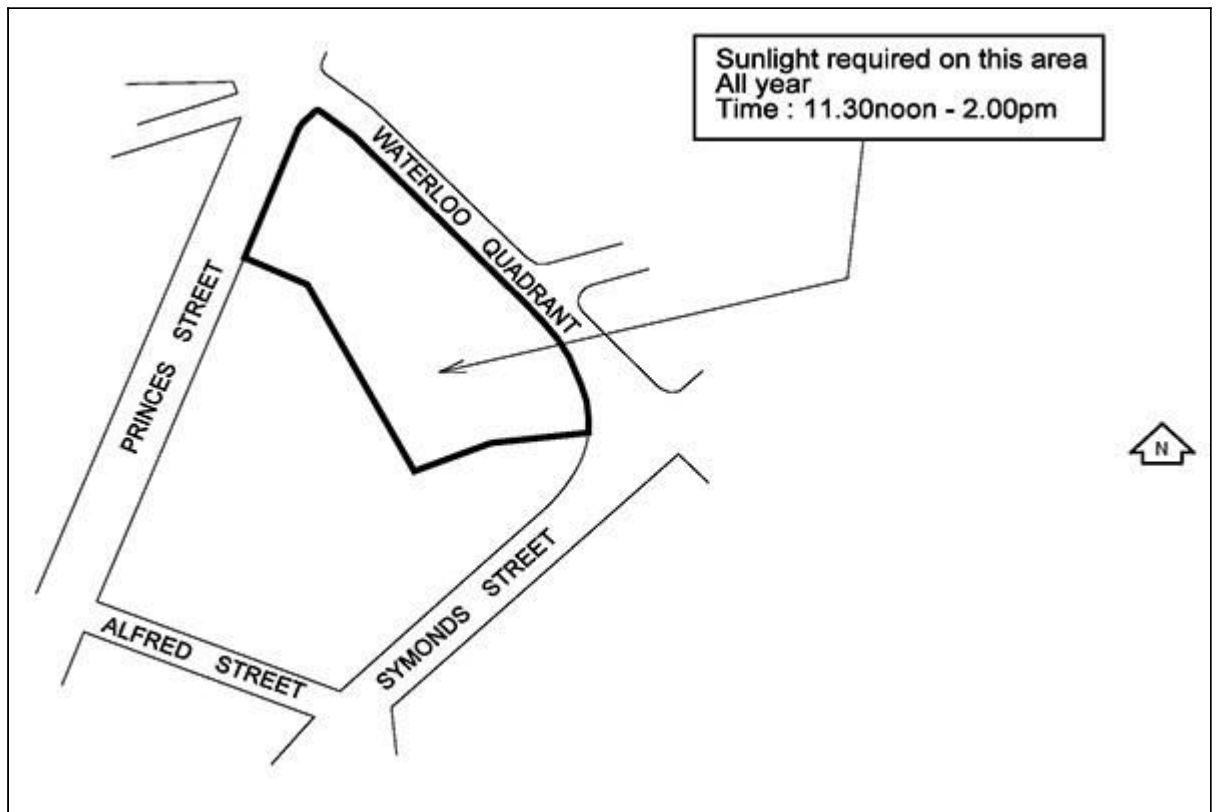 Sunlight required on this area
All year
Time : 11.30noon - 2.00pm
WATERLOO QUADRANT
PRINCES STREET
N
SYMONDS STREET
ALFRED STREET